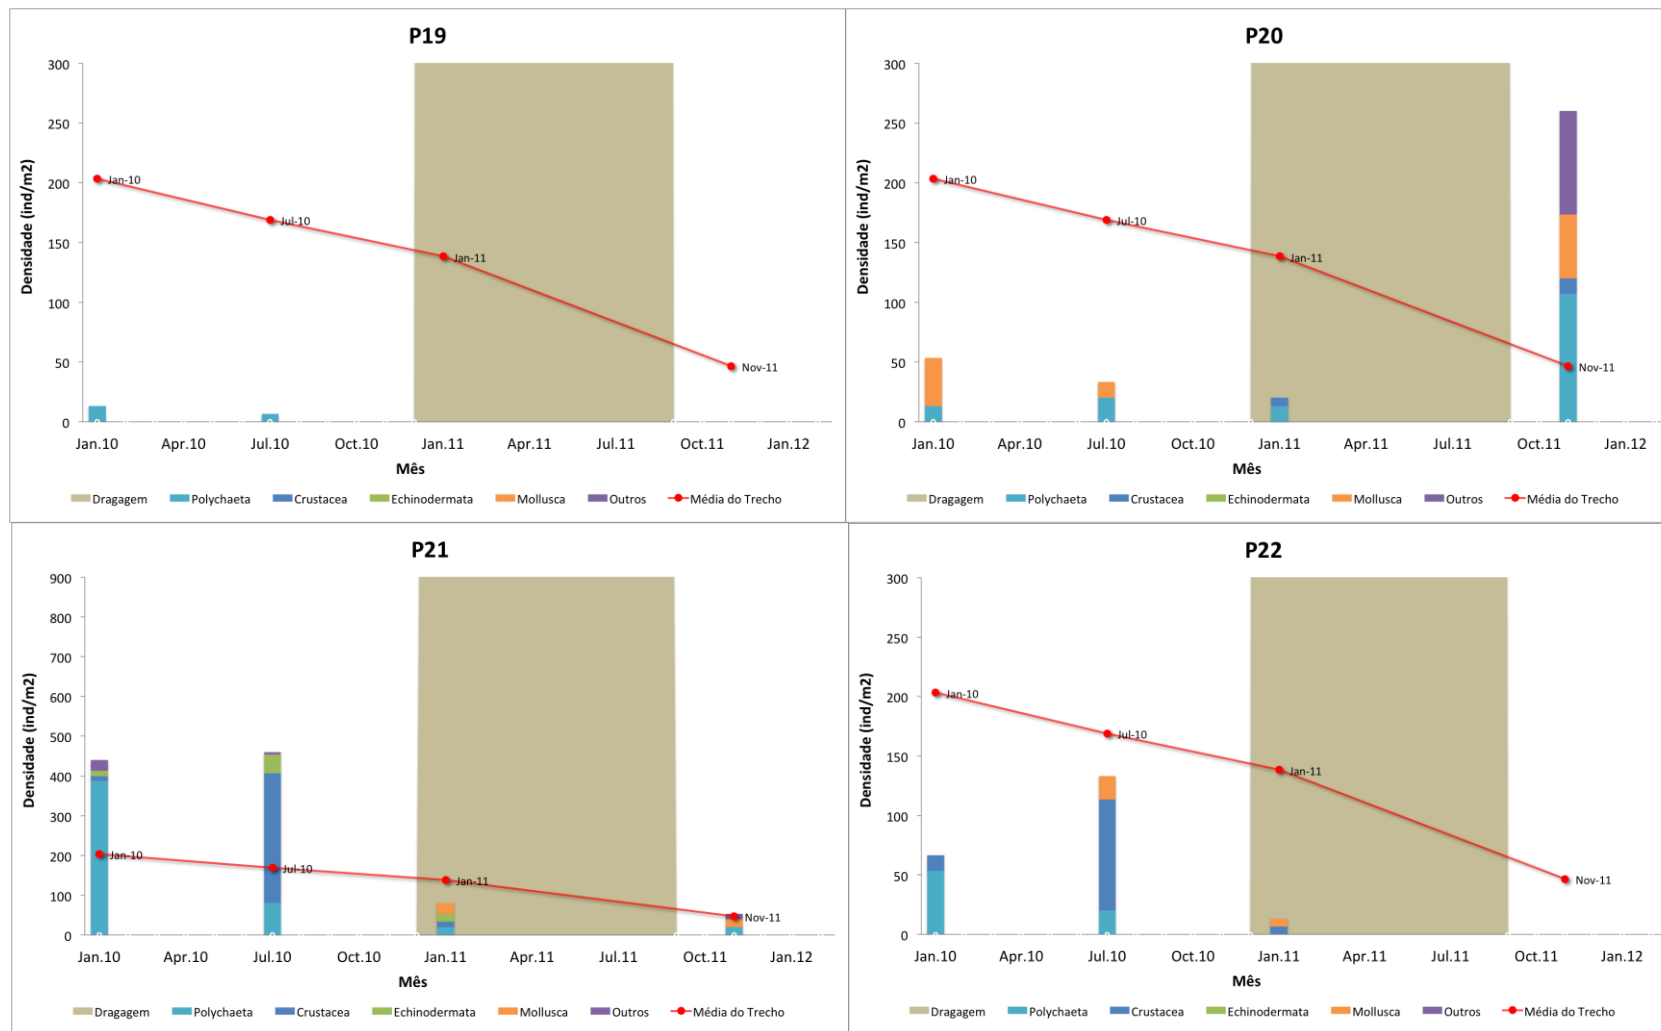 P19
300
250
200
150
100
50
0
Densidade (ind/m2)
Jan-10
Jul-10
Jan-11
Nov-11
Jan.10 Apr.10 Jul.10 Oct.10 Jan.11 Apr.11 Jul.11 Oct.11 Jan.12
Mês
Dragagem Polychaeta Crustacea Echinodermata Mollusca Outros Média do Trecho
P20
300
250
200
150
100
50
0
Densidade (ind/m2)
Jan-10
Jul-10
Jan-11
Nov-11
Jan.10 Apr.10 Jul.10 Oct.10 Jan.11 Apr.11 Jul.11 Oct.11 Jan.12
Mês
Dragagem Polychaeta Crustacea Echinodermata Mollusca Outros Média do Trecho
P21
900
800
700
600
500
400
300
200
100
0
Densidade (ind/m2)
Jan-10
Jul-10
Jan-11
Nov-11
Jan.10 Apr.10 Jul.10 Oct.10 Jan.11 Apr.11 Jul.11 Oct.11 Jan.12
Mês
Dragagem Polychaeta Crustacea Echinodermata Mollusca Outros Média do Trecho
P22
300
250
200
150
100
50
0
Densidade (ind/m2)
Jan-10
Jul-10
Jan-11
Nov-11
Jan.10 Apr.10 Jul.10 Oct.10 Jan.11 Apr.11 Jul.11 Oct.11 Jan.12
Mês
Dragagem Polychaeta Crustacea Echinodermata Mollusca Outros Média do Trecho